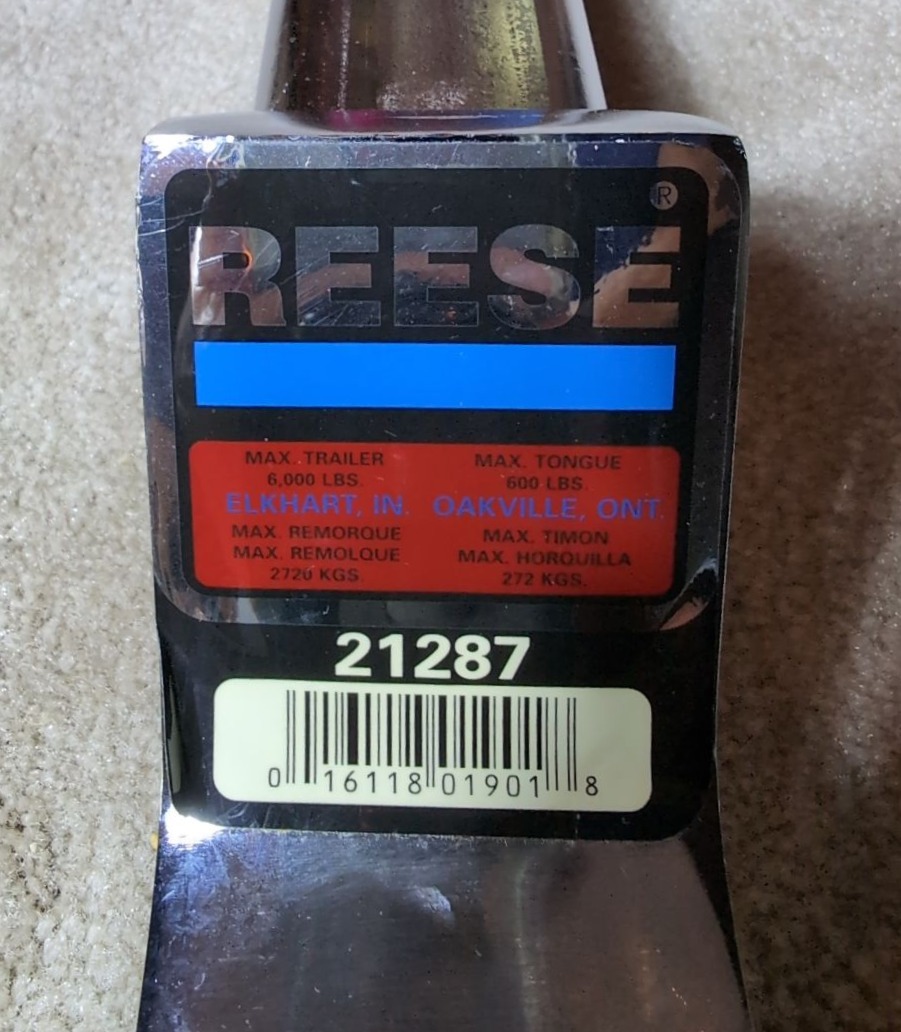 ®
REESE
MAX. TRAILER MAX. TONGUE
6,000 LBS. 600 LBS.
ELKHART, IN. OAKVILLE, ONT.
MAX. REMORQUE MAX. TIMON
MAX. REMOLQUE MAX. HORQUILLA
2720 KGS. 272 KGS.
21287
0 16118 01901 8